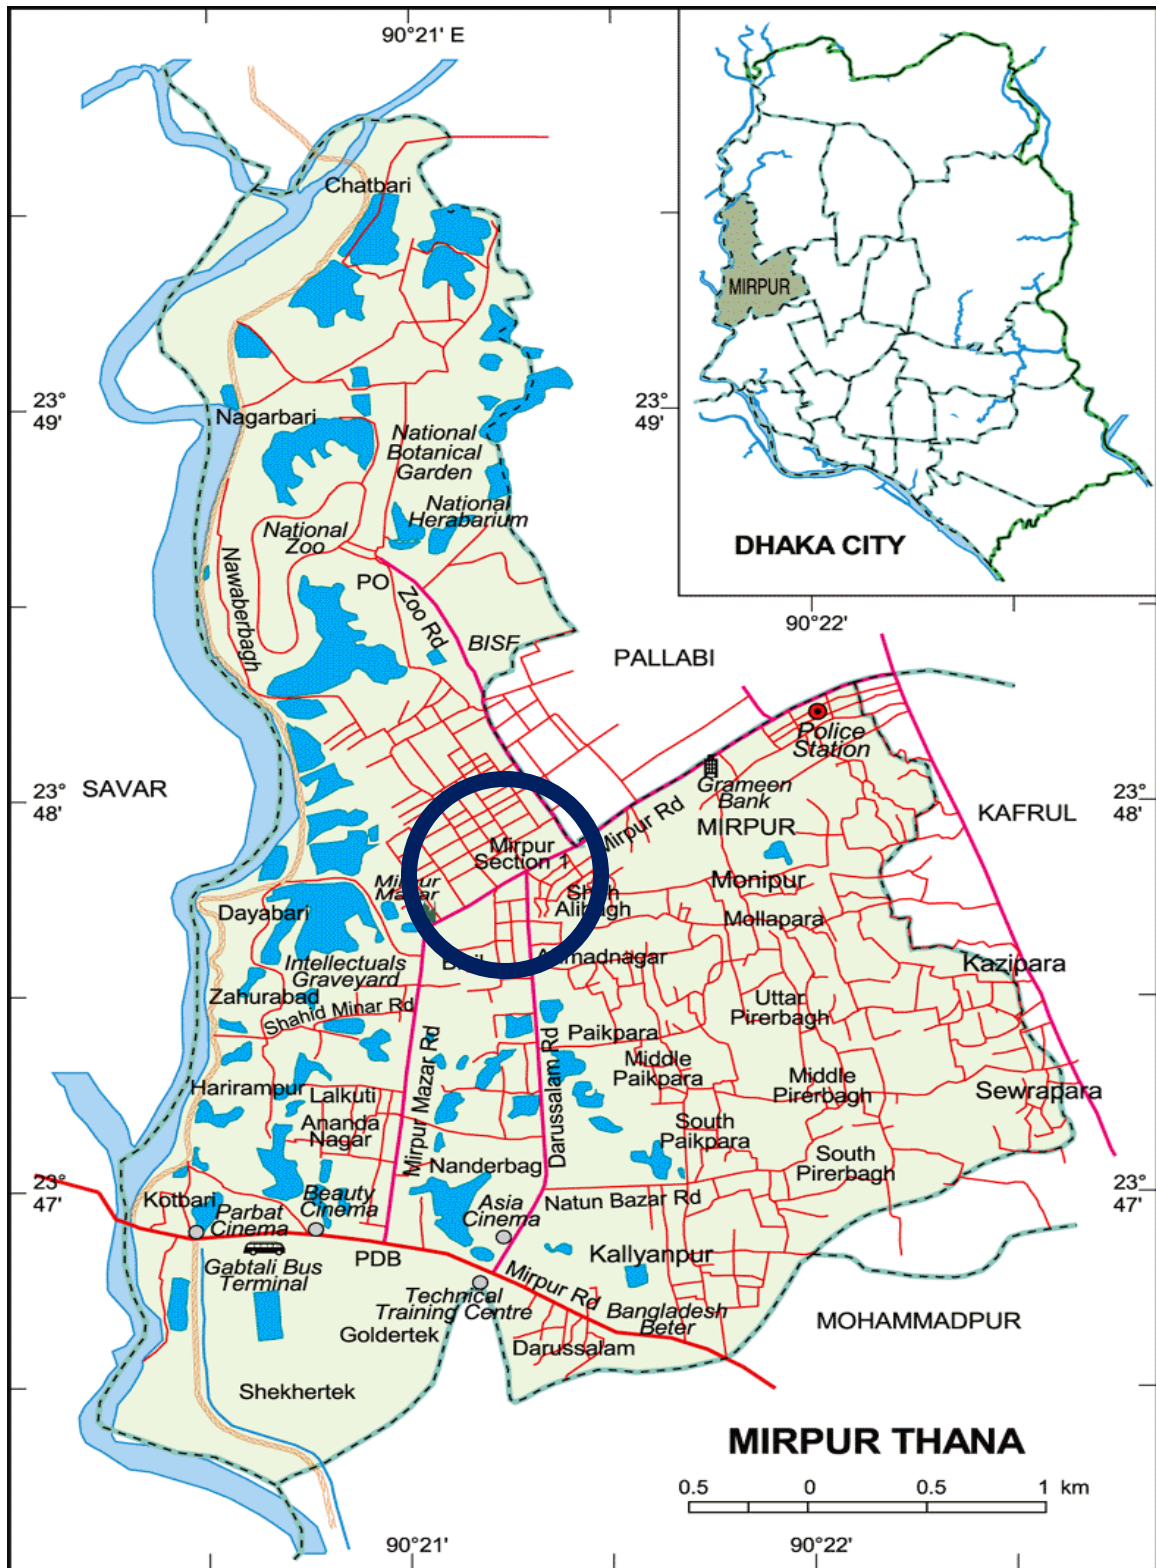 90°21' E
Chatbari
MIRPUR
23°
49'
23°
49'
Nagarbari
National
Botanical
Garden
National
Herabarium
National
Zoo
DHAKA CITY
Nawaberbagh
PO
Zoo Rd
BISF
90°22'
PALLABI
Police
Station
SAVAR
23°
48'
Grameen
Bank
23°
48'
KAFRUL
Mirpur Rd
MIRPUR
Mirpur
Section 1
Mirpur
Mazar
Monipur
Shah
Alibagh
Dayabari
Mollapara
Ahmadnagar
Intellectuals
Graveyard
Kazipara
Zahurabad
Shahid Minar Rd
Uttar
Pirerbagh
Paikpara
Mirpur Mazar Rd
Darussalam Rd
Middle
Paikpara
Middle
Pirerbagh
Harirampur
Lalkuti
Sewrapara
Ananda
Nagar
South
Paikpara
Nanderbag
South
Pirerbagh
23°
47'
Kotbari
Parbat
Cinema
Beauty
Cinema
Asia
Cinema
Natun Bazar Rd
23°
47'
Gabtali Bus
Terminal
PDB
Kallyanpur
Mirpur Rd
Technical
Training Centre
Bangladesh
Beter
Goldertek
Darussalam
MOHAMMADPUR
Shekhertek
MIRPUR THANA
0.5 0 0.5 1 km
90°21'
90°22'